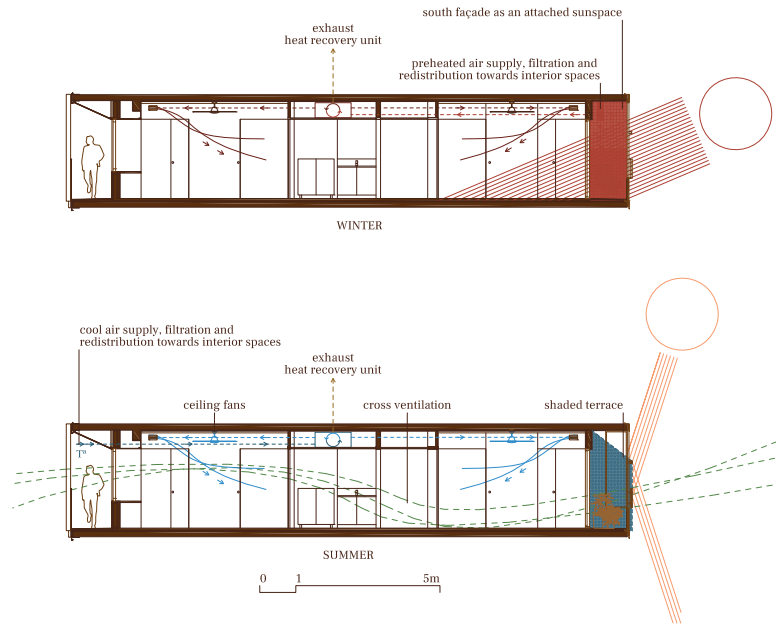 south façade as an attached sunspace
exhaust
heat recovery unit
preheated air supply, filtration and
redistribution towards interior spaces
WINTER
cool air supply, filtration and
redistribution towards interior spaces
exhaust
heat recovery unit
ceiling fans
cross ventilation
shaded terrace
Tª
SUMMER
0 1 5m